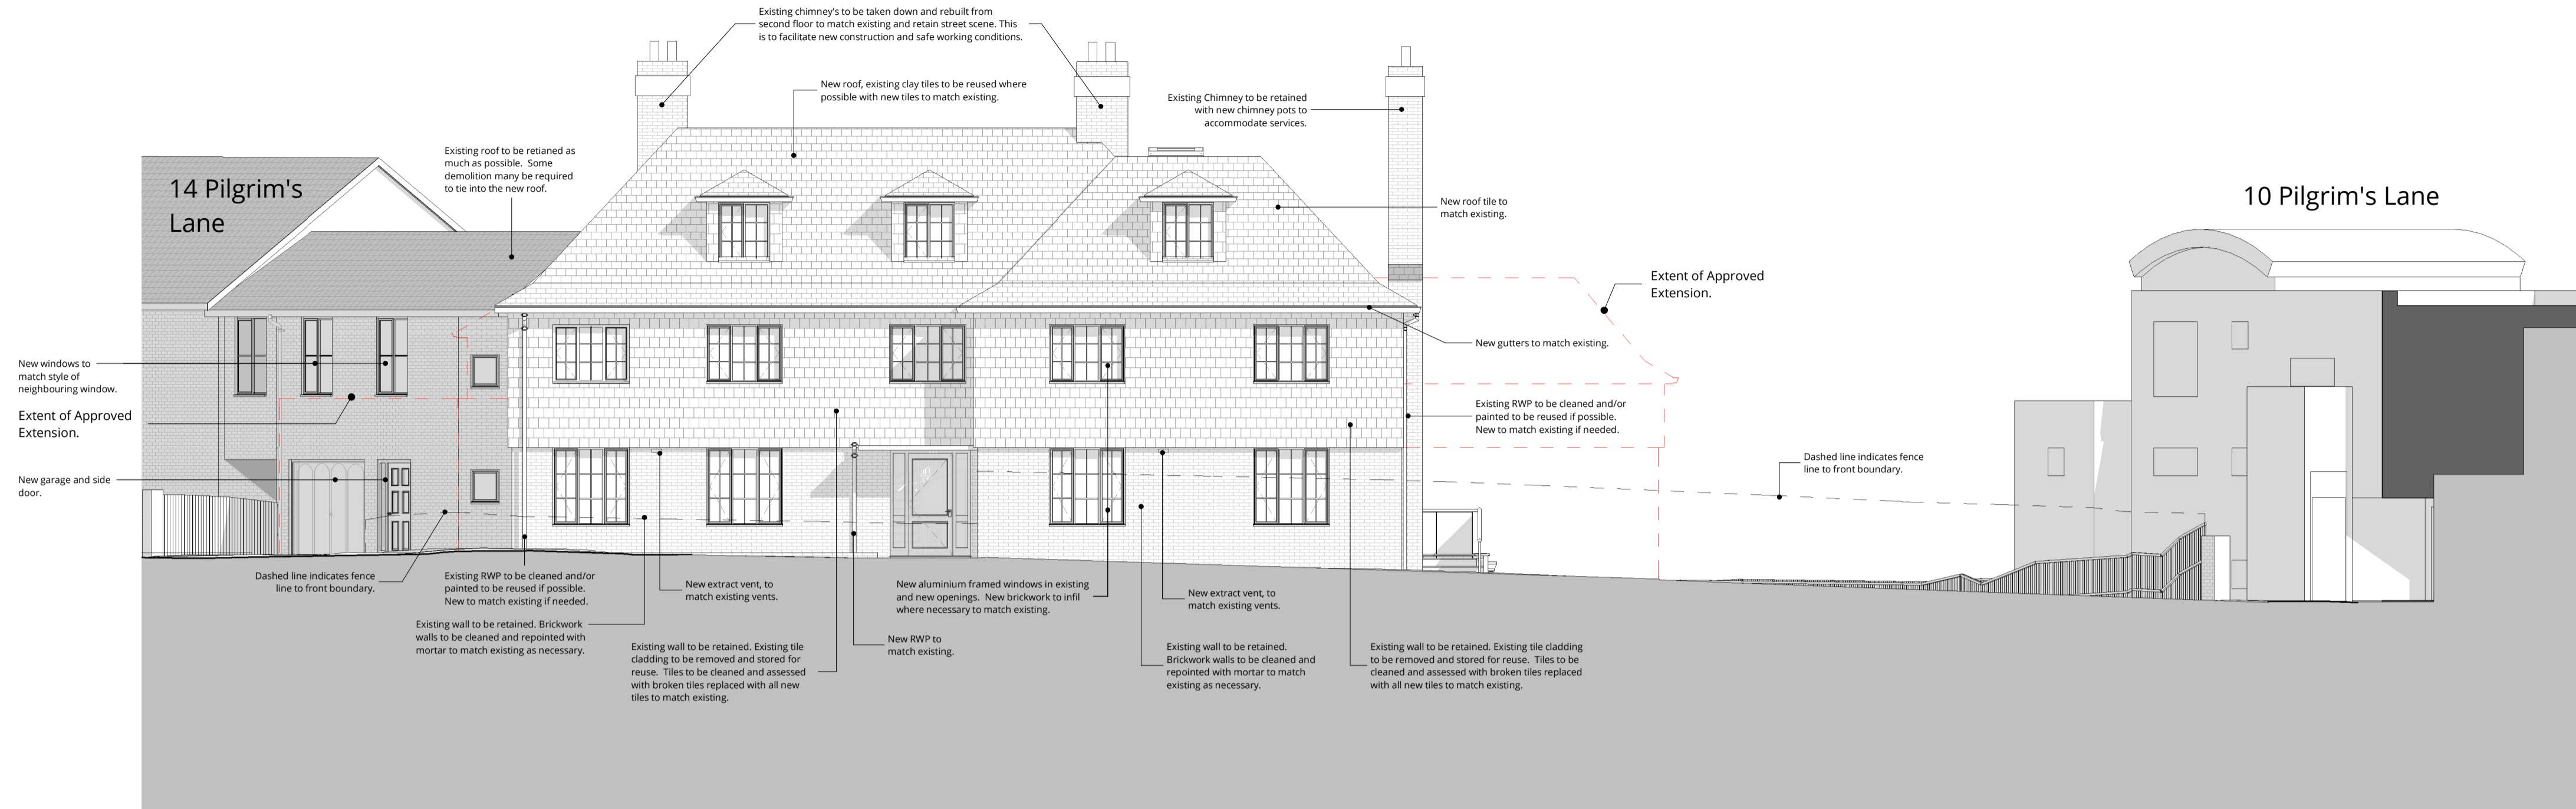 Existing chimney's to be taken down and rebuilt from
second floor to match existing and retain street scene. This
is to facilitate new construction and safe working conditions.
New roof, existing clay tiles to be reused where
possible with new tiles to match existing.
Existing Chimney to be retained
with new chimney pots to
accommodate services.
Existing roof to be retianed as
much as possible. Some
demolition many be required
to tie into the new roof.
14 Pilgrim's
Lane
10 Pilgrim's Lane
New roof tile to
match existing.
Extent of Approved
Extension.
New gutters to match existing.
New windows to
match style of
neighbouring window.
Extent of Approved
Extension.
Existing RWP to be cleaned and/or
painted to be reused if possible.
New to match existing if needed.
Dashed line indicates fence
line to front boundary.
New garage and side
door.
Dashed line indicates fence
line to front boundary.
Existing RWP to be cleaned and/or
painted to be reused if possible.
New to match existing if needed.
New extract vent, to
match existing vents.
New aluminium framed windows in existing
and new openings. New brickwork to infil
where necessary to match existing.
New extract vent, to
match existing vents.
Existing wall to be retained. Brickwork
walls to be cleaned and repointed with
mortar to match existing as necessary.
New RWP to
match existing.
Existing wall to be retained. Existing tile
cladding to be removed and stored for
reuse. Tiles to be cleaned and assessed
with broken tiles replaced with all new
tiles to match existing.
Existing wall to be retained.
Brickwork walls to be cleaned and
repointed with mortar to match
existing as necessary.
Existing wall to be retained. Existing tile cladding
to be removed and stored for reuse. Tiles to be
cleaned and assessed with broken tiles replaced
with all new tiles to match existing.